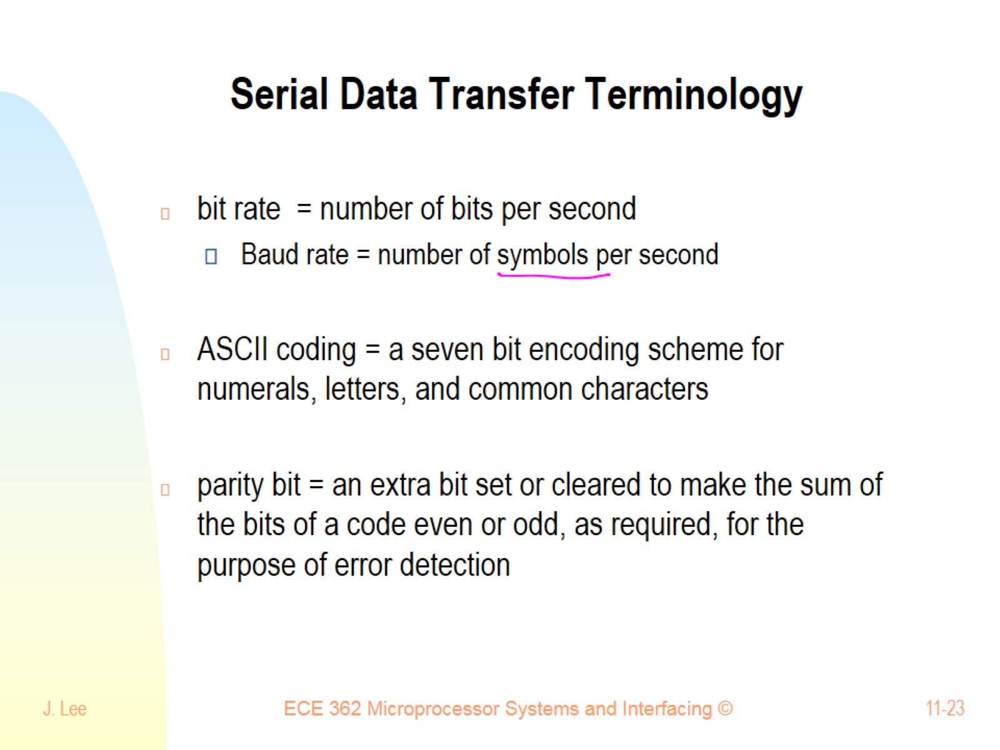 Serial Data Transfer Terminology
bit rate = number of bits per second
Baud rate = number of symbols per second
ASCII coding = a seven bit encoding scheme for
numerals, letters, and common characters
parity bit = an extra bit set or cleared to make the sum of
the bits of a code even or odd, as required, for the
purpose of error detection
J. Lee
ECE 362 Microprocessor Systems and Interfacing ©
11-23